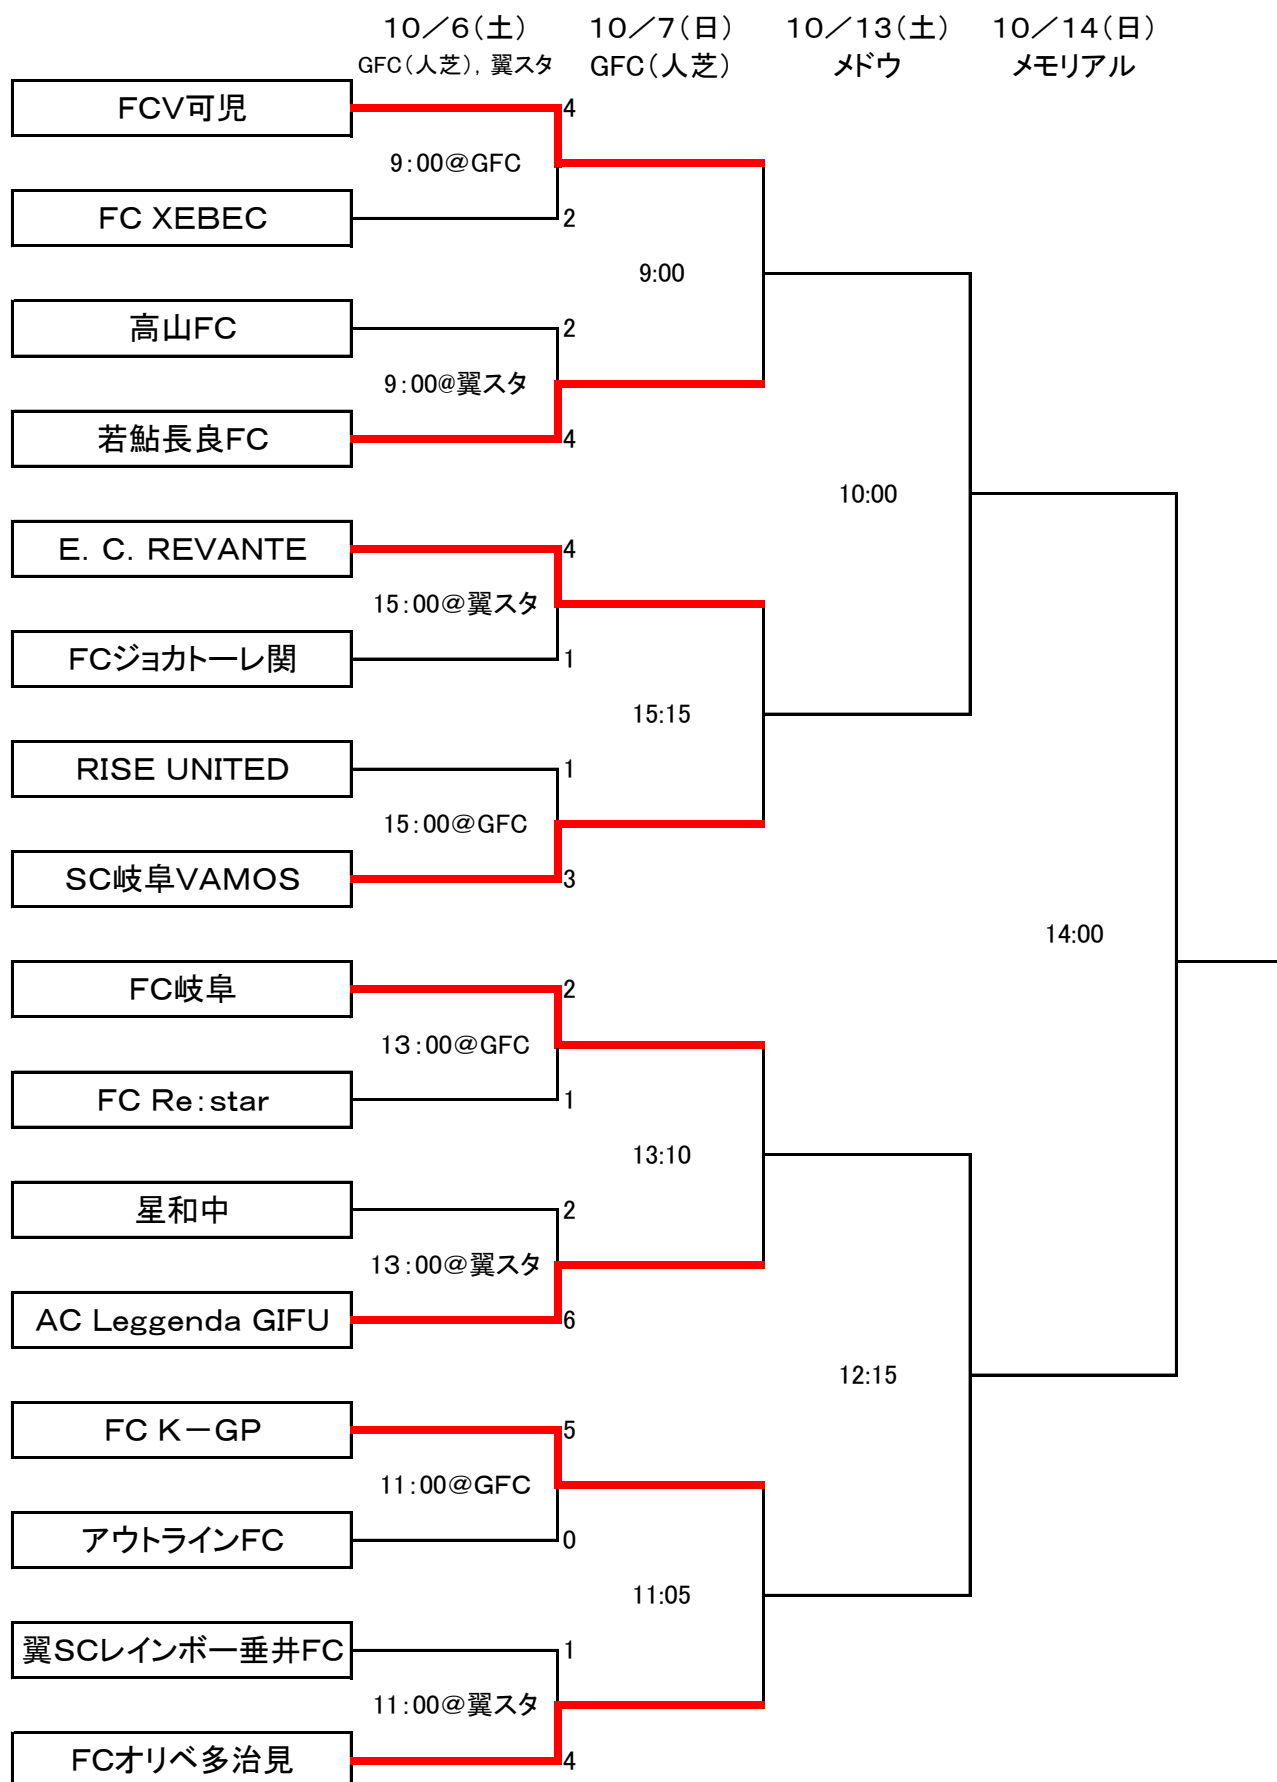 10／6（土） 10／7（日） 10／13（土） 10／14（日）
GFC（人芝），翼スタ GFC（人芝） メドウ メモリアル
FCV可児 4
9：00＠GFC
FC XEBEC 2
9:00
高山FC 2
9：00@翼スタ
若鮎長良FC 4
10:00
E．C．REVANTE 4
15：00＠翼スタ
FCジョカトーレ関 1
15:15
RISE UNITED 1
15：00＠GFC
SC岐阜VAMOS 3
14:00
FC岐阜 2
13：00＠GFC
FC Re：star 1
13:10
星和中 2
13：00＠翼スタ
AC Leggenda GIFU 6
12:15
FC K－GP 5
11：00＠GFC
アウトラインFC 0
11:05
翼SCレインボー垂井FC 1
11：00＠翼スタ
FCオリベ多治見 4